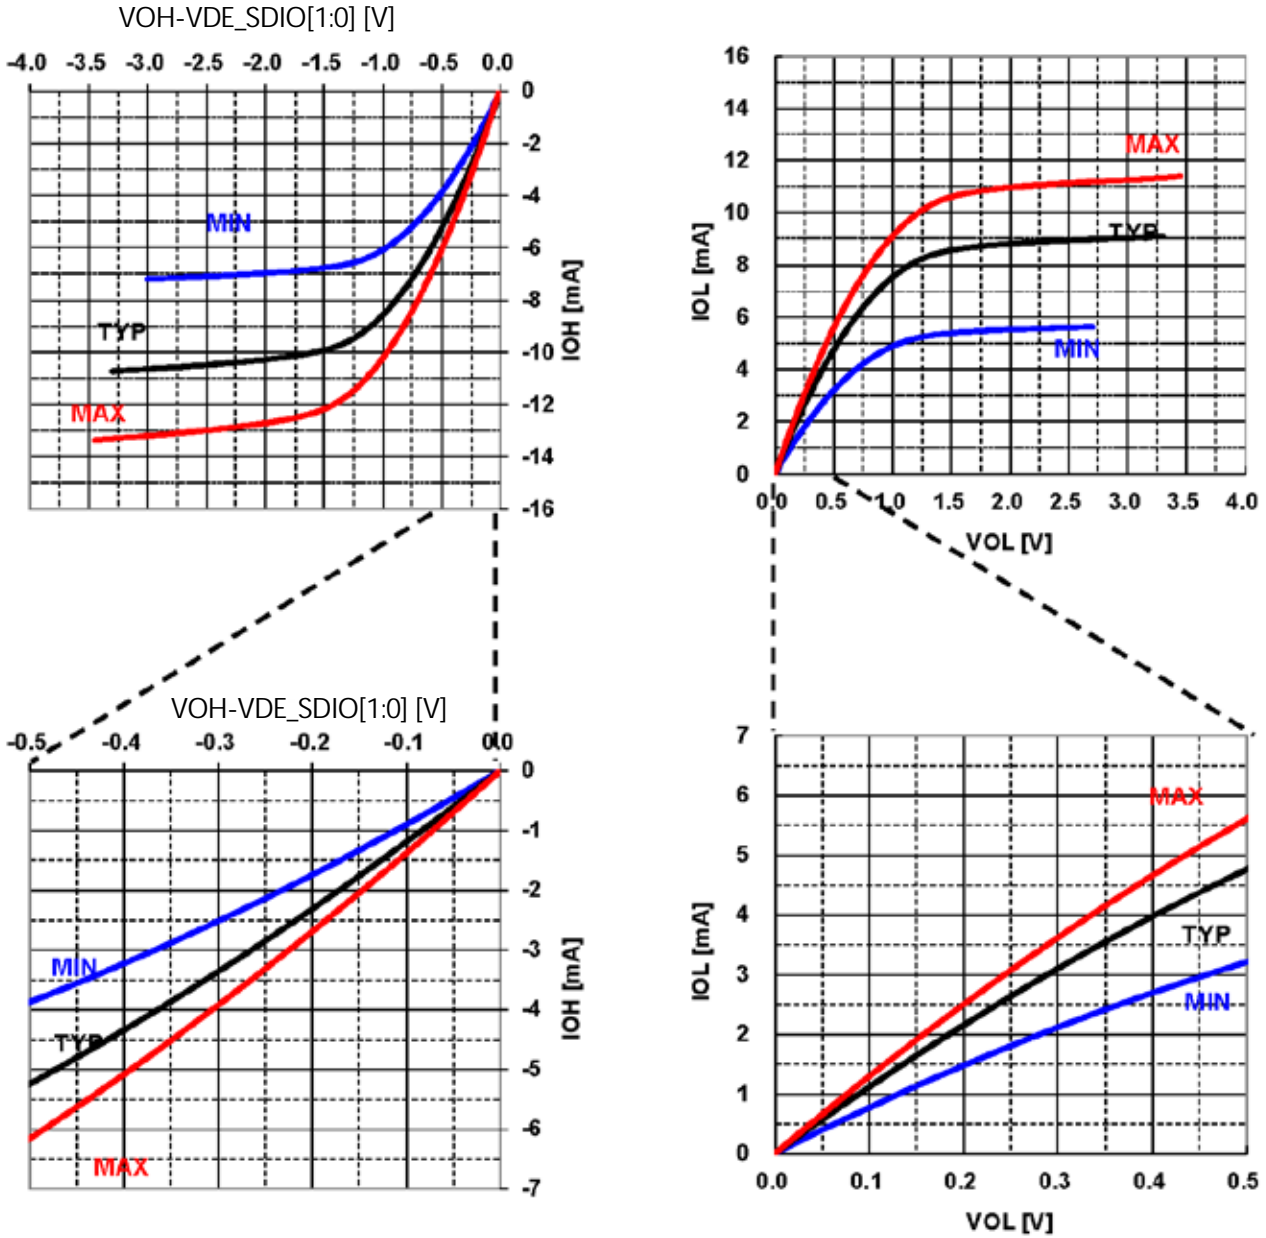 VOH-VDE_SDIO[1:0] [V]
-4.0 -3.5 -3.0 -2.5 -2.0 -1.5 -1.0 -0.5 0.0
0
-2
-4
-6
-8
-10
-12
-14
-16
IOH [mA]
MIN
TYP
MAX
16
14
12
10
8
6
4
2
0
IOL [mA]
MAX
TYP
MIN
0.0 0.5 1.0 1.5 2.0 2.5 3.0 3.5 4.0
VOL [V]
VOH-VDE_SDIO[1:0] [V]
-0.5 -0.4 -0.3 -0.2 -0.1 0.0
0
-1
-2
-3
-4
-5
-6
-7
IOH [mA]
MIN
TYP
MAX
7
6
5
4
3
2
1
0
IOL [mA]
MAX
TYP
MIN
0.0 0.1 0.2 0.3 0.4 0.5
VOL [V]